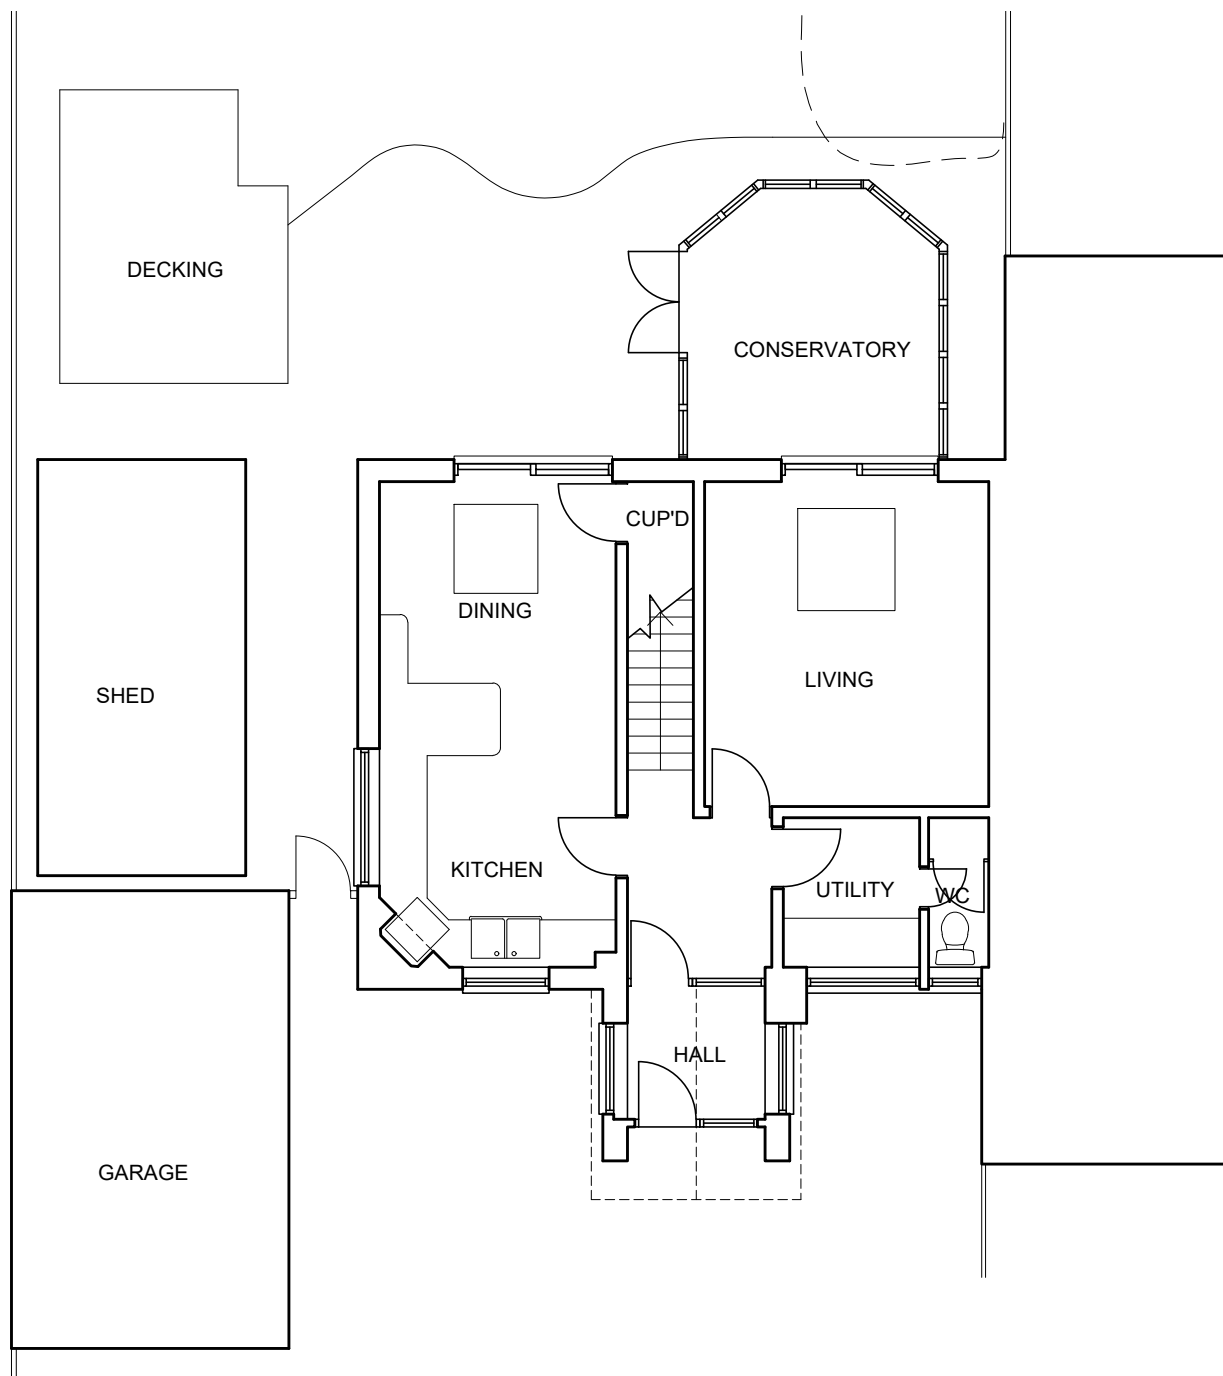 DECKING
CONSERVATORY
CUP'D
DINING
LIVING
SHED
KITCHEN
UTILITY
WC
HALL
GARAGE